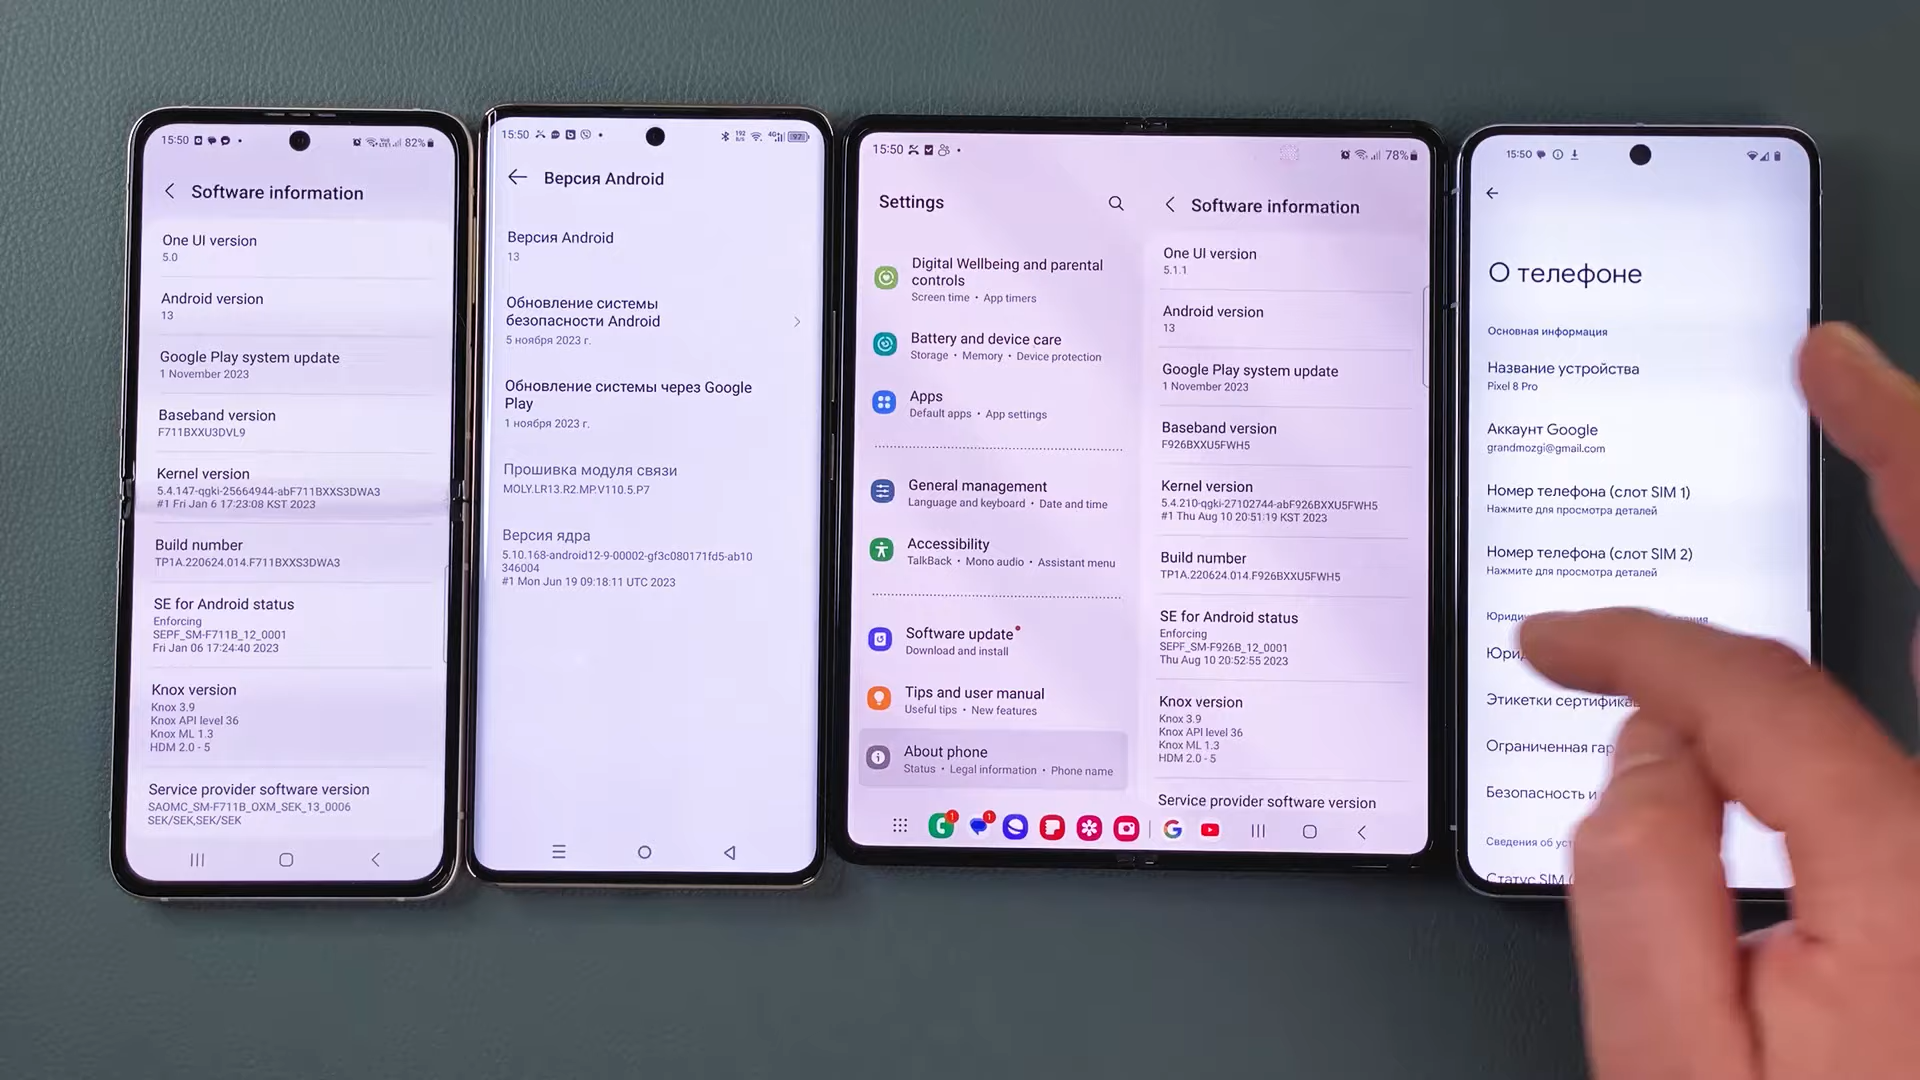 15:50
82%
Software information
One UI version
5.0
Android version
13
Google Play system update
1 November 2023
Baseband version
F711BXXU3DVL9
Kernel version
5.4.147-qgki-25664944-abF711BXXS3DWA3
#1 Fri Jan 6 17:23:08 KST 2023
Build number
TP1A.220624.014.F711BXXS3DWA3
SE for Android status
Enforcing
SEPF_SM-F711B_12_0001
Fri Jan 06 17:24:40 2023
Knox version
Knox 3.9
Knox API level 36
Knox ML 1.3
HDM 2.0 - 5
Service provider software version
SAOMC_SM-F711B_OXM_SEK_13_0006
SEK/SEK,SEK/SEK
15:50
Версия Android
Версия Android
13
Обновление системы
безопасности Android
5 ноября 2023 г.
Обновление системы через Google
Play
1 ноября 2023 г.
Прошивка модуля связи
MOLY.LR13.R2.MP.V110.5.P7
Версия ядра
5.10.168-android12-9-00002-gf3c080171fd5-ab10
346004
#1 Mon Jun 19 09:18:11 UTC 2023
15:50
78%
Settings
Digital Wellbeing and parental
controls
Screen time • App timers
Battery and device care
Storage • Memory • Device protection
Apps
Default apps • App settings
General management
Language and keyboard • Date and time
Accessibility
TalkBack • Mono audio • Assistant menu
Software update
Download and install
Tips and user manual
Useful tips • New features
About phone
Status • Legal information • Phone name
Software information
One UI version
5.1.1
Android version
13
Google Play system update
1 November 2023
Baseband version
F926BXXU5FWH5
Kernel version
5.4.210-qgki-27102744-abF926BXXU5FWH5
#1 Thu Aug 10 20:51:19 KST 2023
Build number
TP1A.220624.014.F926BXXU5FWH5
SE for Android status
Enforcing
SEPF_SM-F926B_12_0001
Thu Aug 10 20:52:55 2023
Knox version
Knox 3.9
Knox API level 36
Knox ML 1.3
HDM 2.0 - 5
Service provider software version
15:50
О телефоне
Основная информация
Название устройства
Pixel 8 Pro
Аккаунт Google
grandmozgi@gmail.com
Номер телефона (слот SIM 1)
Нажмите для просмотра деталей
Номер телефона (слот SIM 2)
Нажмите для просмотра деталей
Этикетки
Ограниченная
Безопасность и
Сведения об
Статус SIM